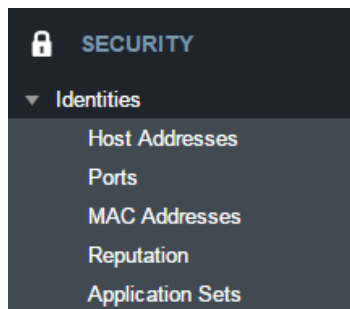 SECURITY
Identities
Host Addresses
Ports
MAC Addresses
Reputation
Application Sets